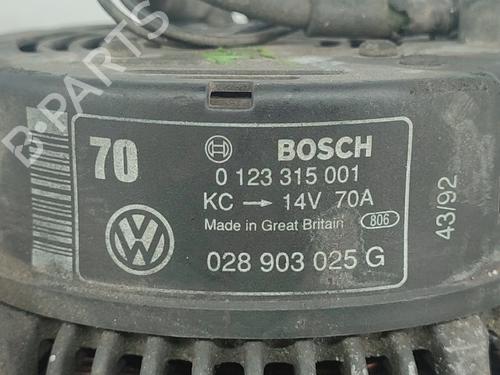 B-PARTS
70
BOSCH
0 123 315 001
KC → 14V 70A
Made in Great Britain 806
028 903 025 G
43/92